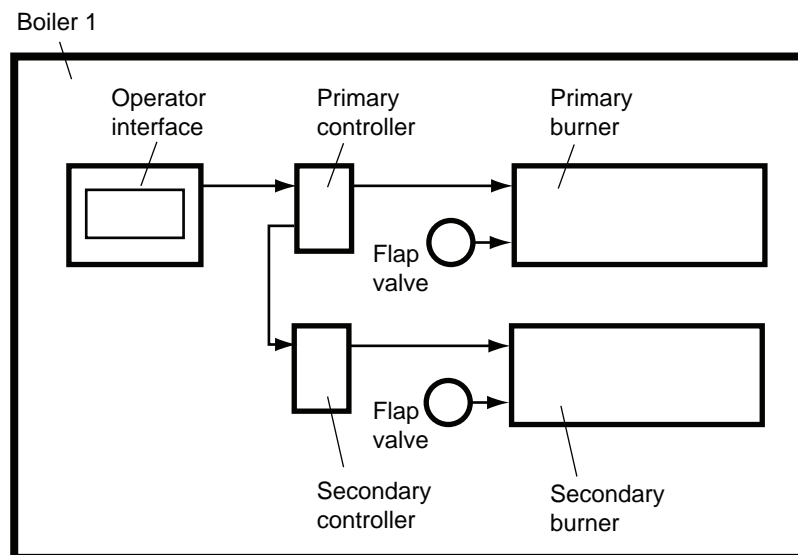 Boiler 1
Operator
interface
Primary
controller
Primary
burner
Flap
valve
Flap
valve
Secondary
controller
Secondary
burner